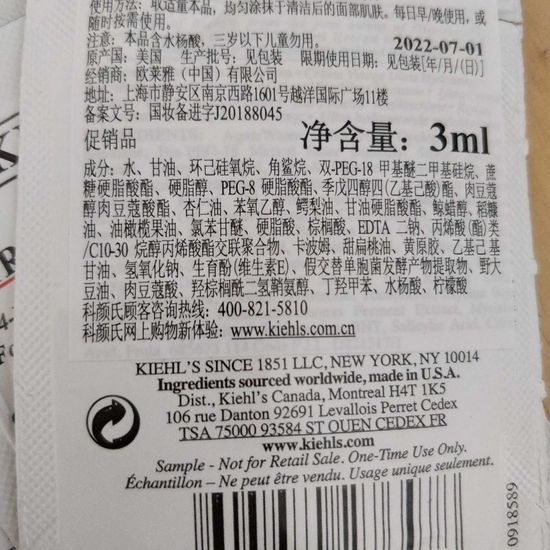 使用方法：取适量本品，均匀涂抹于清洁后的面部肌肤。每日早/晚使用，或
随时按需使用。
注意：本品含水杨酸，三岁以下儿童勿用。 2022-07-01
原产国：美国 生产批号：见包装 限期使用日期：见包装[年/月/(日)]
经销商：欧莱雅（中国）有限公司
地址：上海市静安区南京西路1601号越洋国际广场11楼
备案文号：国妆备进字J20188045
促销品 净含量：3ml
成分：水、甘油、环己硅氧烷、角鲨烷、双-PEG-18 甲基醚二甲基硅烷、蔗
糖硬脂酸酯、硬脂醇、PEG-8 硬脂酸酯、季戊四醇四(乙基己酸)酯、肉豆蔻
醇肉豆蔻酸酯、杏仁油、苯氧乙醇、鳄梨油、甘油硬脂酸酯、鲸蜡醇、稻糠
油、油橄榄果油、氯苯甘醚、硬脂酸、棕榈酸、EDTA 二钠、丙烯酸(酯)类
/C10-30 烷醇丙烯酸酯交联聚合物、卡波姆、甜扁桃油、黄原胶、乙基己基
甘油、氢氧化钠、生育酚(维生素E)、假交替单胞菌发酵产物提取物、野大
豆油、肉豆蔻酸、羟棕榈酰二氢鞘氨醇、丁羟甲苯、水杨酸、柠檬酸
科颜氏顾客咨询热线：400-821-5810
科颜氏网上购物新体验：www.kiehls.com.cn
KIEHL'S SINCE 1851 LLC, NEW YORK, NY 10014
Ingredients sourced worldwide, made in U.S.A.
Dist., Kiehl's Canada, Montreal H4T 1K5
106 rue Danton 92691 Levallois Perret Cedex
TSA 75000 93584 ST OUEN CEDEX FR
www.kiehls.com
Sample - Not for Retail Sale. One-Time Use Only.
Échantillon – Ne peut être vendu. Usage unique seulement.
0918589